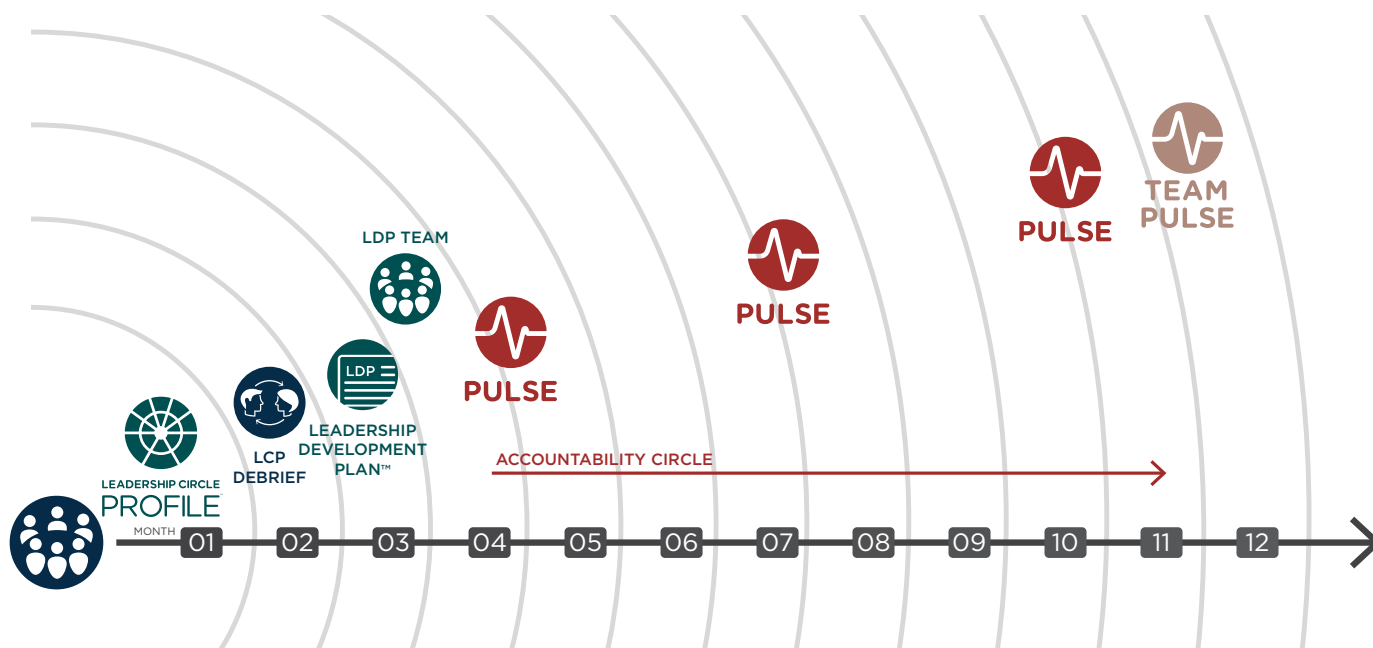 LDP TEAM
LDP
PULSE
PULSE
PULSE
TEAM
PULSE
LEADERSHIP CIRCLE
PROFILE
LCP
DEBRIEF
LEADERSHIP
DEVELOPMENT
PLAN™
ACCOUNTABILITY CIRCLE
MONTH
01
02
03
04
05
06
07
08
09
10
11
12